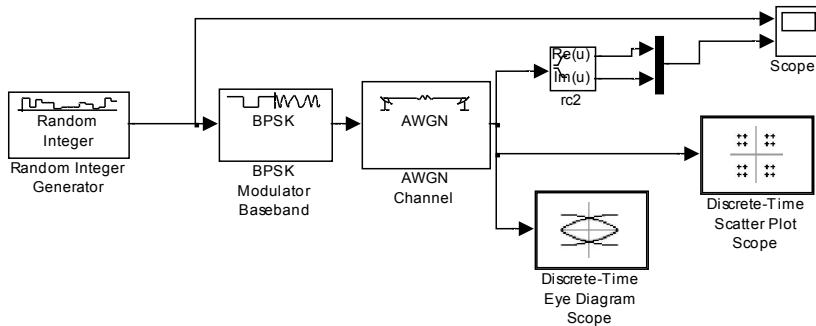 Scope
Re(u)
Im(u)
rc2
Random
Integer
Random Integer
Generator
BPSK
BPSK
Modulator
Baseband
AWGN
AWGN
Channel
Discrete-Time
Scatter Plot
Scope
Discrete-Time
Eye Diagram
Scope